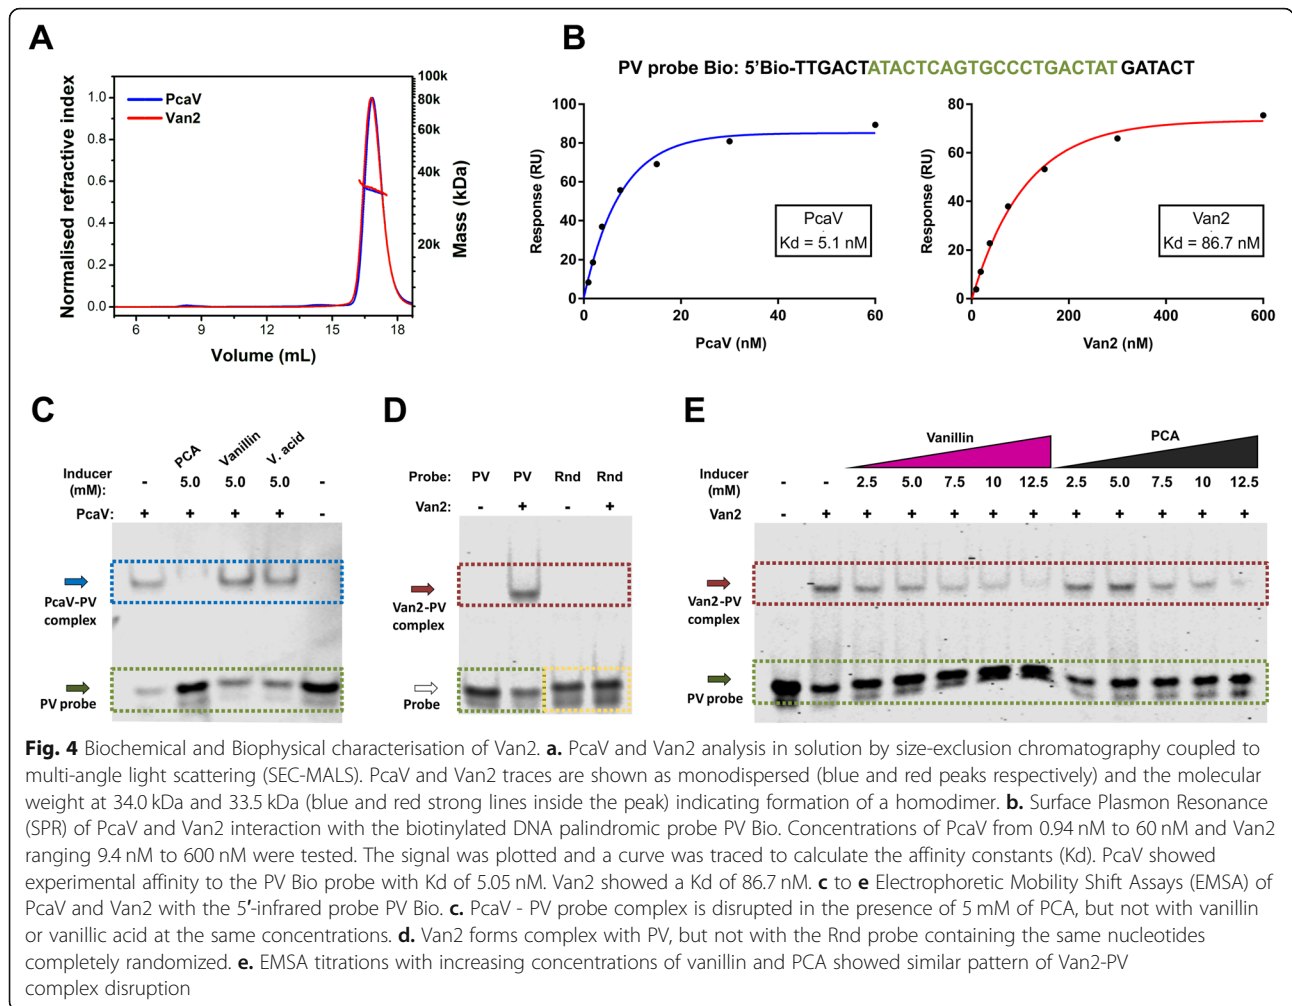 A
PcaV
Van2
Normalised refractive index
1.0
0.8
0.6
0.4
0.2
0.0
6
9
12
15
18
Volume (mL)
100k
80k
60k
40k
20k
Mass (kDa)
B
PV probe Bio: 5'Bio-TTGACTATACTCAGTGCCCTGACTAT GATACT
Response (RU)
100
80
60
40
20
0
0
20
40
60
PcaV (nM)
PcaV
Kd = 5.1 nM
Response (RU)
80
60
40
20
0
0
200
400
600
Van2 (nM)
Van2
Kd = 86.7 nM
C
PCA
Vanillin
V. acid
Inducer (mM): - 5.0 5.0 5.0 -
PcaV: + + + + -
PcaV-PV
complex
PV probe
D
Probe: PV PV Rnd Rnd
Van2: - + - +
Van2-PV
complex
Probe
E
Vanillin
PCA
Inducer (mM) - - 2.5 5.0 7.5 10 12.5 2.5 5.0 7.5 10 12.5
Van2 - + + + + + + + + + + +
Van2-PV
complex
PV probe
Fig. 4 Biochemical and Biophysical characterisation of Van2. a. PcaV and Van2 analysis in solution by size-exclusion chromatography coupled to
multi-angle light scattering (SEC-MALS). PcaV and Van2 traces are shown as monodispersed (blue and red peaks respectively) and the molecular
weight at 34.0 kDa and 33.5 kDa (blue and red strong lines inside the peak) indicating formation of a homodimer. b. Surface Plasmon Resonance
(SPR) of PcaV and Van2 interaction with the biotinylated DNA palindromic probe PV Bio. Concentrations of PcaV from 0.94 nM to 60 nM and Van2
ranging 9.4 nM to 600 nM were tested. The signal was plotted and a curve was traced to calculate the affinity constants (Kd). PcaV showed
experimental affinity to the PV Bio probe with Kd of 5.05 nM. Van2 showed a Kd of 86.7 nM. c to e Electrophoretic Mobility Shift Assays (EMSA) of
PcaV and Van2 with the 5′-infrared probe PV Bio. c. PcaV - PV probe complex is disrupted in the presence of 5 mM of PCA, but not with vanillin
or vanillic acid at the same concentrations. d. Van2 forms complex with PV, but not with the Rnd probe containing the same nucleotides
completely randomized. e. EMSA titrations with increasing concentrations of vanillin and PCA showed similar pattern of Van2-PV
complex disruption